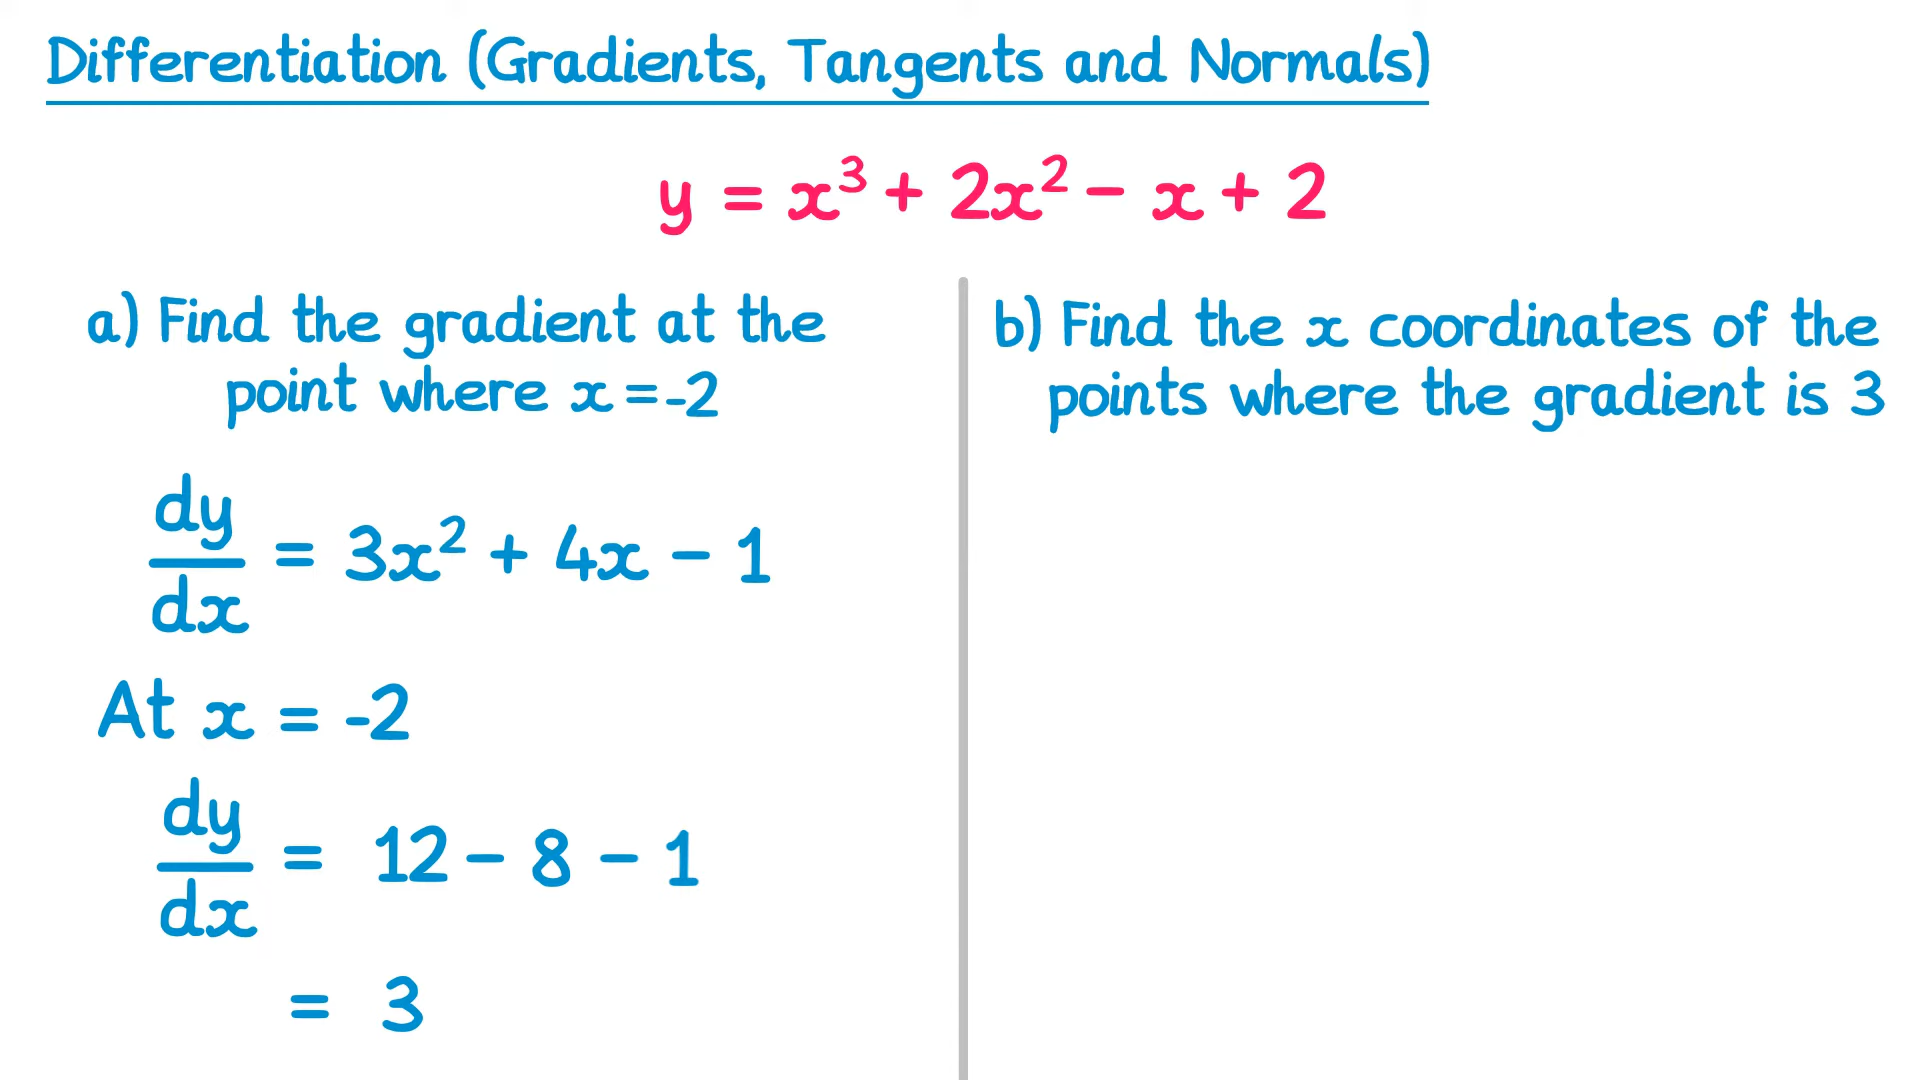 Differentiation (Gradients, Tangents and Normals)
y = x³ + 2x² − x + 2
a) Find the gradient at the
point where x = -2
dy/dx = 3x² + 4x − 1
At x = -2
dy/dx = 12 − 8 − 1
= 3
b) Find the x coordinates of the
points where the gradient is 3